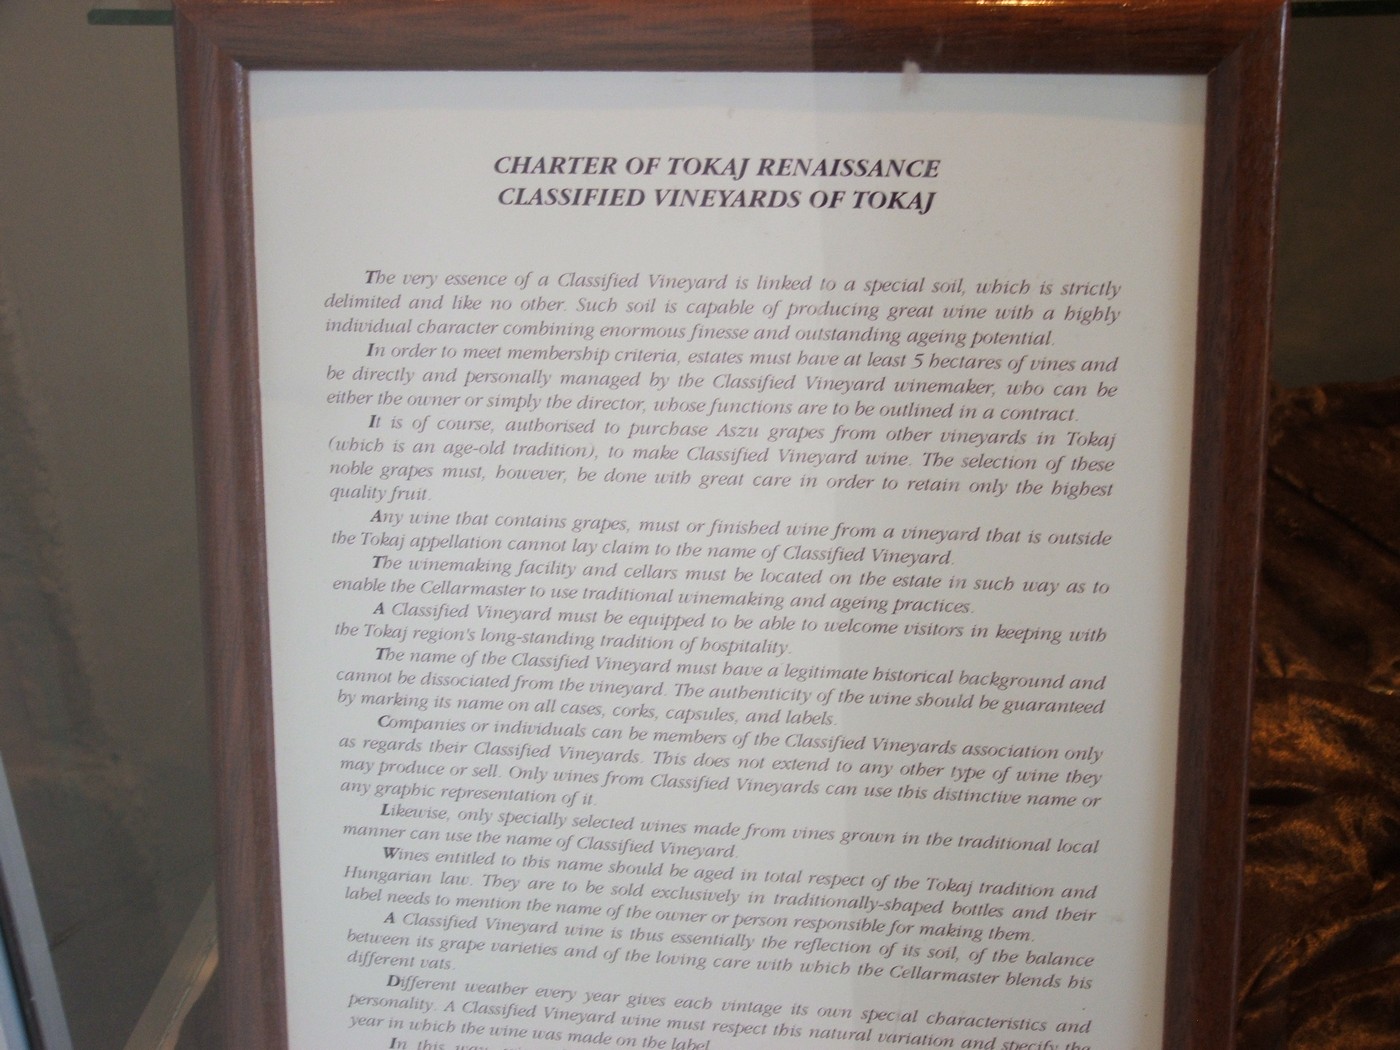 CHARTER OF TOKAJ RENAISSANCE
CLASSIFIED VINEYARDS OF TOKAJ
The very essence of a Classified Vineyard is linked to a special soil, which is strictly
delimited and like no other. Such soil is capable of producing great wine with a highly
individual character combining enormous finesse and outstanding ageing potential.
In order to meet membership criteria, estates must have at least 5 hectares of vines and
be directly and personally managed by the Classified Vineyard winemaker, who can be
either the owner or simply the director, whose functions are to be outlined in a contract.
It is of course, authorised to purchase Aszu grapes from other vineyards in Tokaj
(which is an age-old tradition), to make Classified Vineyard wine. The selection of these
noble grapes must, however, be done with great care in order to retain only the highest
quality fruit.
Any wine that contains grapes, must or finished wine from a vineyard that is outside
the Tokaj appellation cannot lay claim to the name of Classified Vineyard.
The winemaking facility and cellars must be located on the estate in such way as to
enable the Cellarmaster to use traditional winemaking and ageing practices.
A Classified Vineyard must be equipped to be able to welcome visitors in keeping with
the Tokaj region's long-standing tradition of hospitality.
The name of the Classified Vineyard must have a legitimate historical background and
cannot be dissociated from the vineyard. The authenticity of the wine should be guaranteed
by marking its name on all cases, corks, capsules, and labels.
Companies or individuals can be members of the Classified Vineyards association only
as regards their Classified Vineyards. This does not extend to any other type of wine they
may produce or sell. Only wines from Classified Vineyards can use this distinctive name or
any graphic representation of it.
Likewise, only specially selected wines made from vines grown in the traditional local
manner can use the name of Classified Vineyard.
Wines entitled to this name should be aged in total respect of the Tokaj tradition and
Hungarian law. They are to be sold exclusively in traditionally-shaped bottles and their
label needs to mention the name of the owner or person responsible for making them.
A Classified Vineyard wine is thus essentially the reflection of its soil, of the balance
between its grape varieties and of the loving care with which the Cellarmaster blends his
different vats.
Different weather every year gives each vintage its own special characteristics and
personality. A Classified Vineyard wine must respect this natural variation and specify the
year in which the wine was made on the label.
In this way,